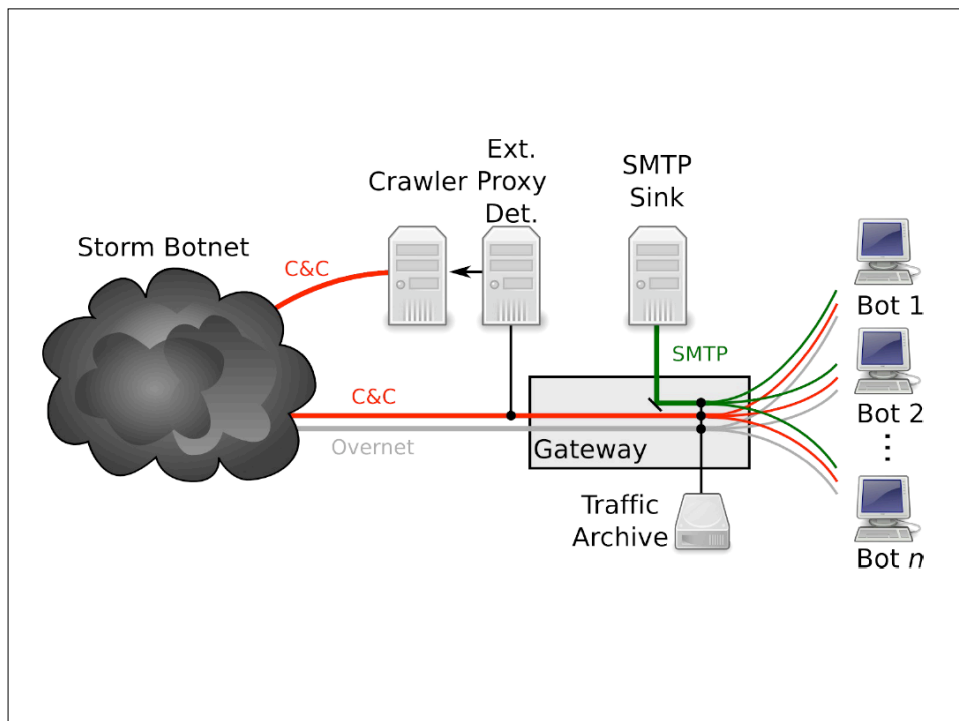 Ext.
Crawler Proxy
Det.
SMTP
Sink
Storm Botnet
C&C
SMTP
Bot 1
C&C
Overnet
Gateway
Bot 2
⋮
Traffic
Archive
Bot n